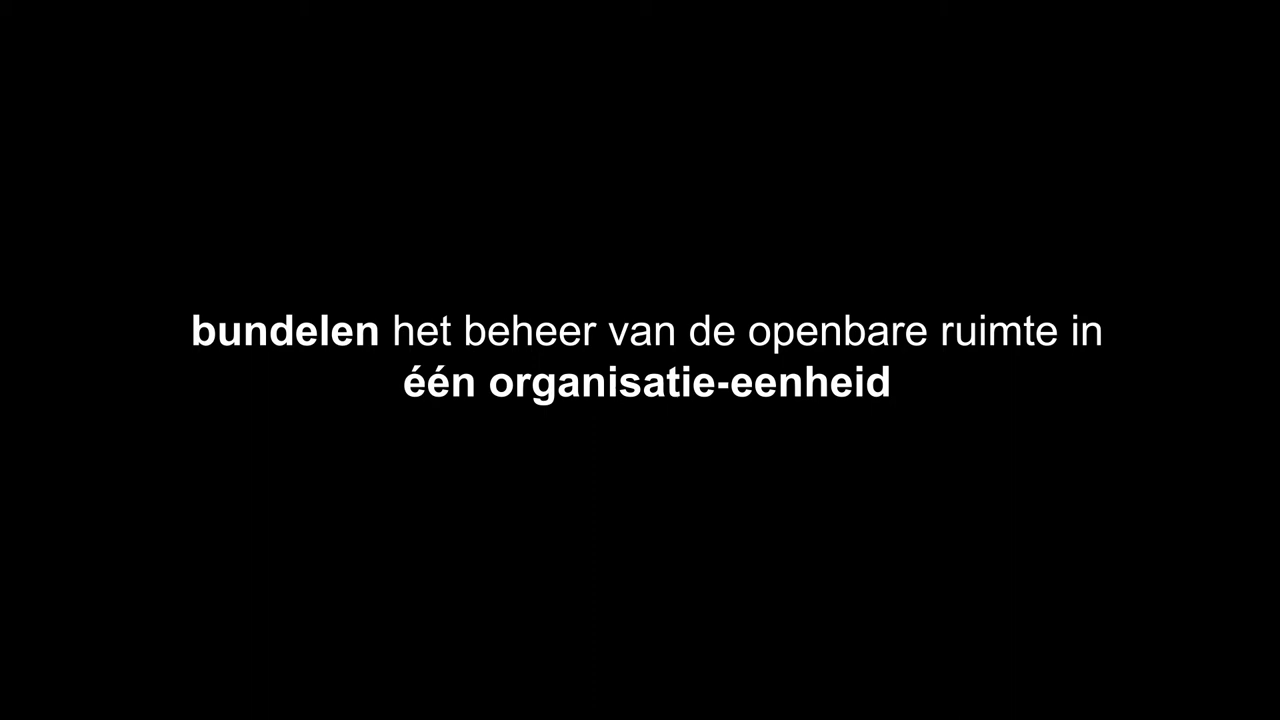 bundelen het beheer van de openbare ruimte in
één organisatie-eenheid